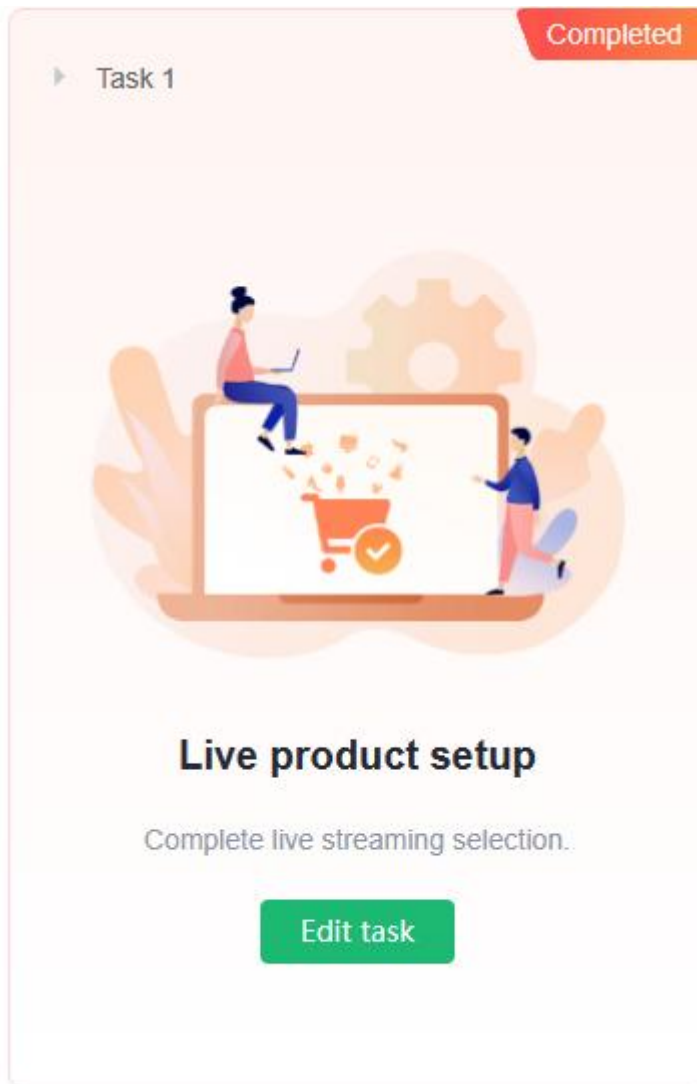 Completed
Task 1
Live product setup
Complete live streaming selection.
Edit task